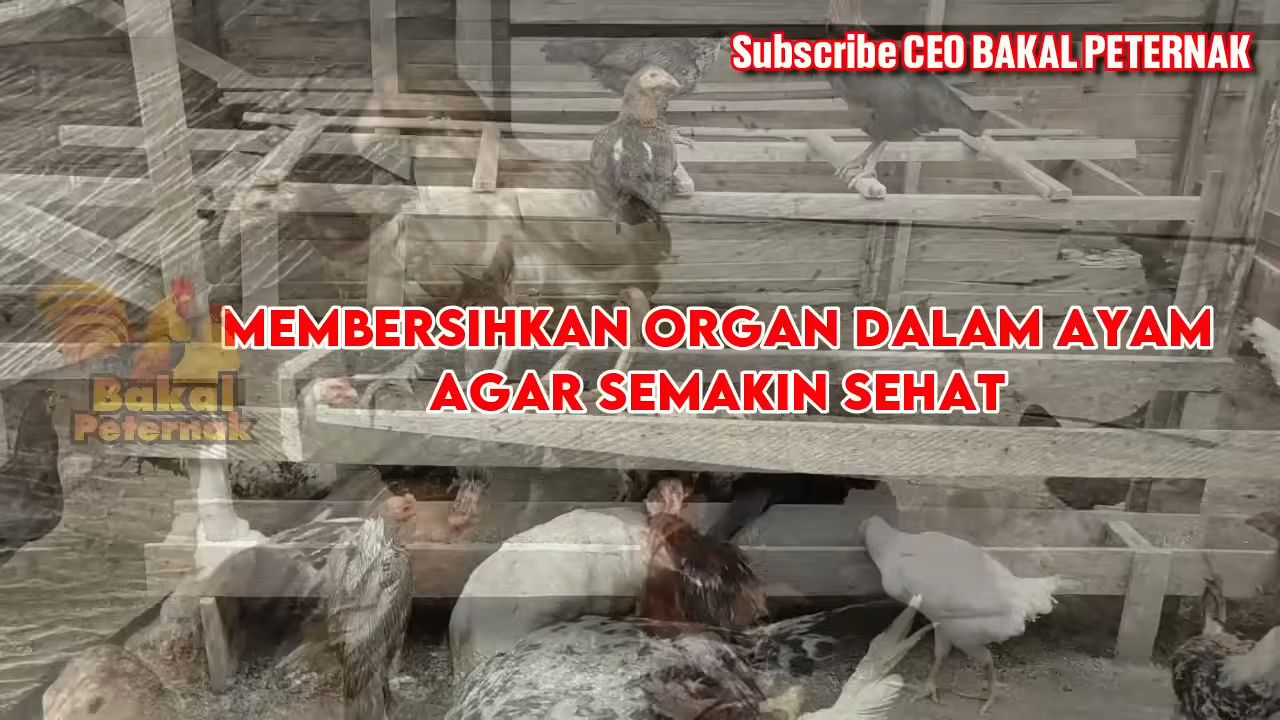 Subscribe CEO BAKAL PETERNAK
MEMBERSIHKAN ORGAN DALAM AYAM
AGAR SEMAKIN SEHAT
Bakal
Peternak